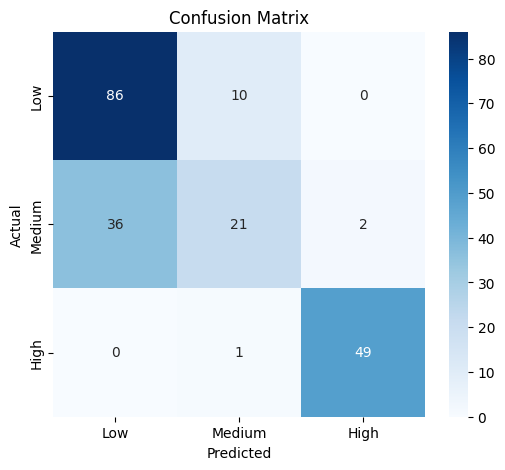 Confusion Matrix
Actual
Low
Medium
High
86 10 0
36 21 2
0 1 49
Low Medium High
Predicted
80
70
60
50
40
30
20
10
0